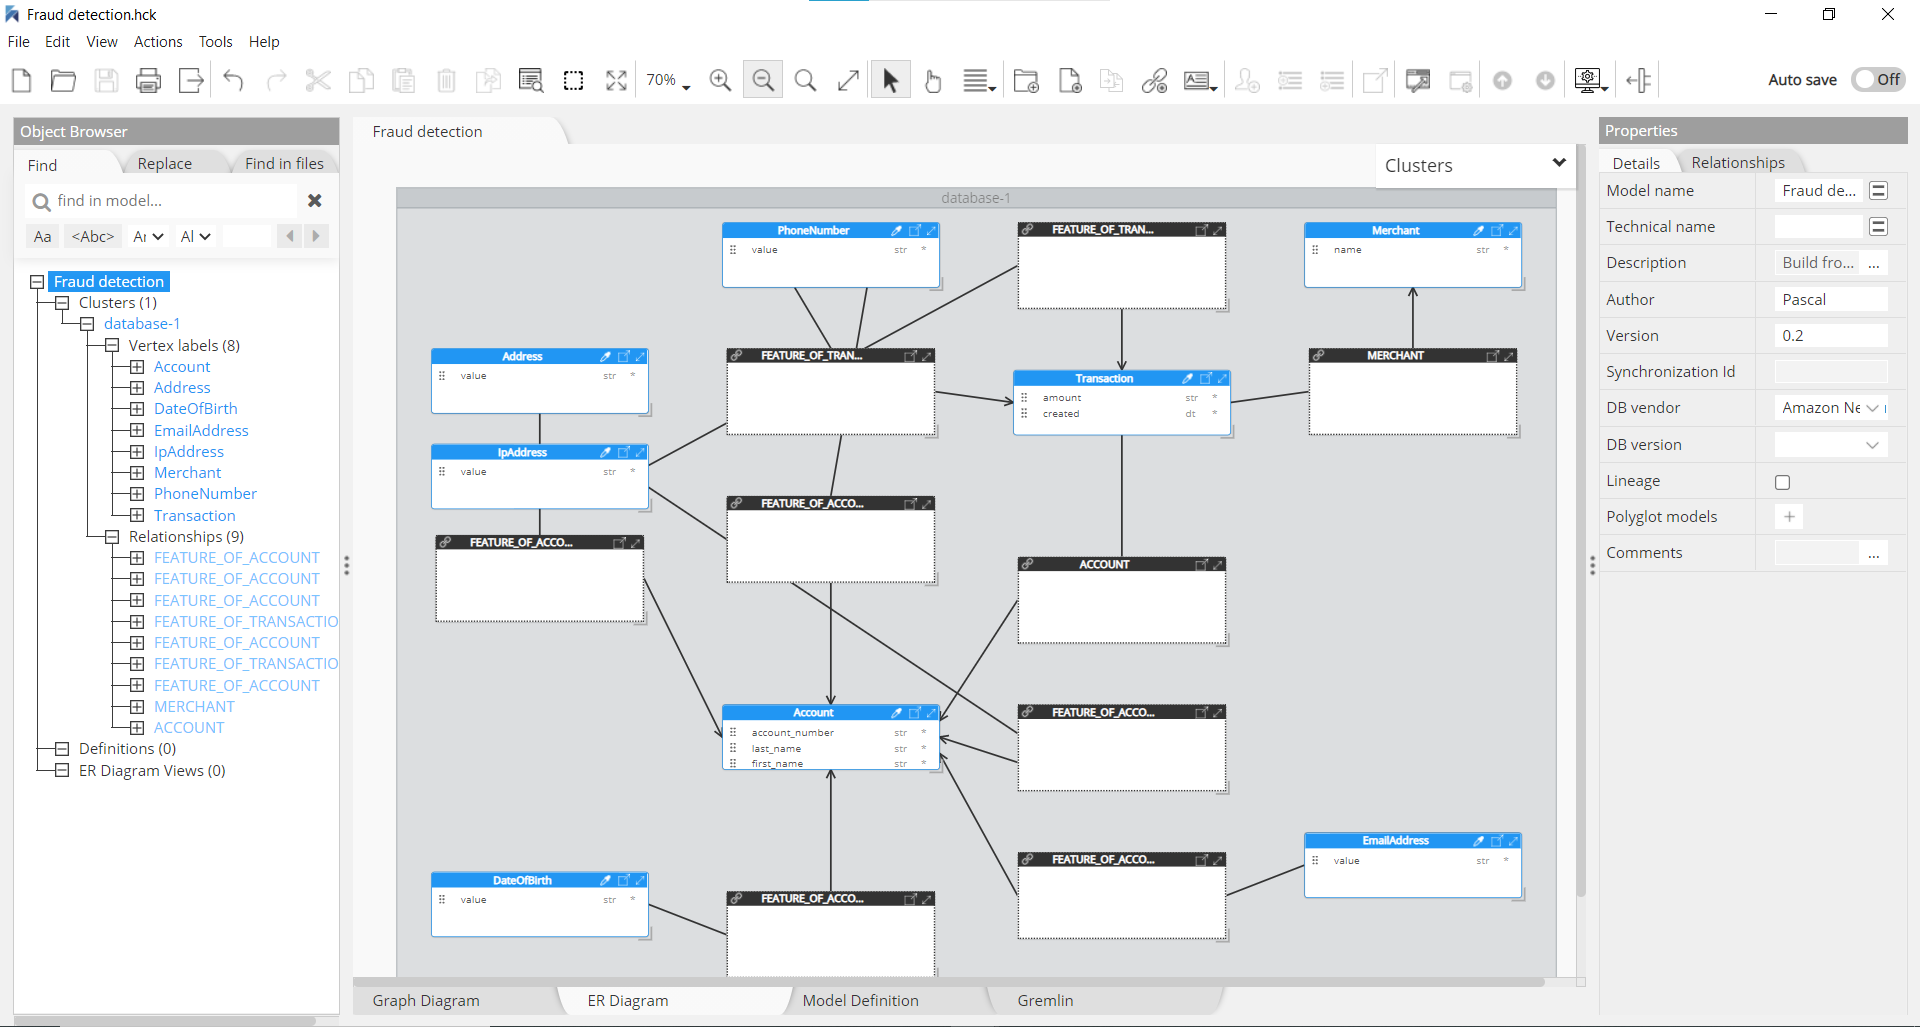 Fraud detection.hck
File Edit View Actions Tools Help
70%
Auto save Off
Object Browser
Find Replace Find in files
find in model...
Aa <Abc> Al
Fraud detection
Clusters (1)
database-1
Vertex labels (8)
Account
Address
DateOfBirth
EmailAddress
IpAddress
Merchant
PhoneNumber
Transaction
Relationships (9)
FEATURE_OF_ACCOUNT
FEATURE_OF_ACCOUNT
FEATURE_OF_ACCOUNT
FEATURE_OF_TRANSACTIO
FEATURE_OF_ACCOUNT
FEATURE_OF_TRANSACTIO
FEATURE_OF_ACCOUNT
MERCHANT
ACCOUNT
Definitions (0)
ER Diagram Views (0)
Fraud detection
Clusters
database-1
PhoneNumber
value str *
FEATURE_OF_TRAN...
Merchant
name str *
Address
value str *
FEATURE_OF_TRAN...
Transaction
amount str *
created dt *
MERCHANT
IpAddress
value str *
FEATURE_OF_ACCO...
FEATURE_OF_ACCO...
ACCOUNT
Account
account_number str *
last_name str *
first_name str *
FEATURE_OF_ACCO...
EmailAddress
value str *
FEATURE_OF_ACCO...
DateOfBirth
value str *
FEATURE_OF_ACCO...
Graph Diagram ER Diagram Model Definition Gremlin
Properties
Details Relationships
Model name Fraud de...
Technical name
Description Build fro... ...
Author Pascal
Version 0.2
Synchronization Id
DB vendor Amazon Ne
DB version
Lineage
Polyglot models +
Comments ...